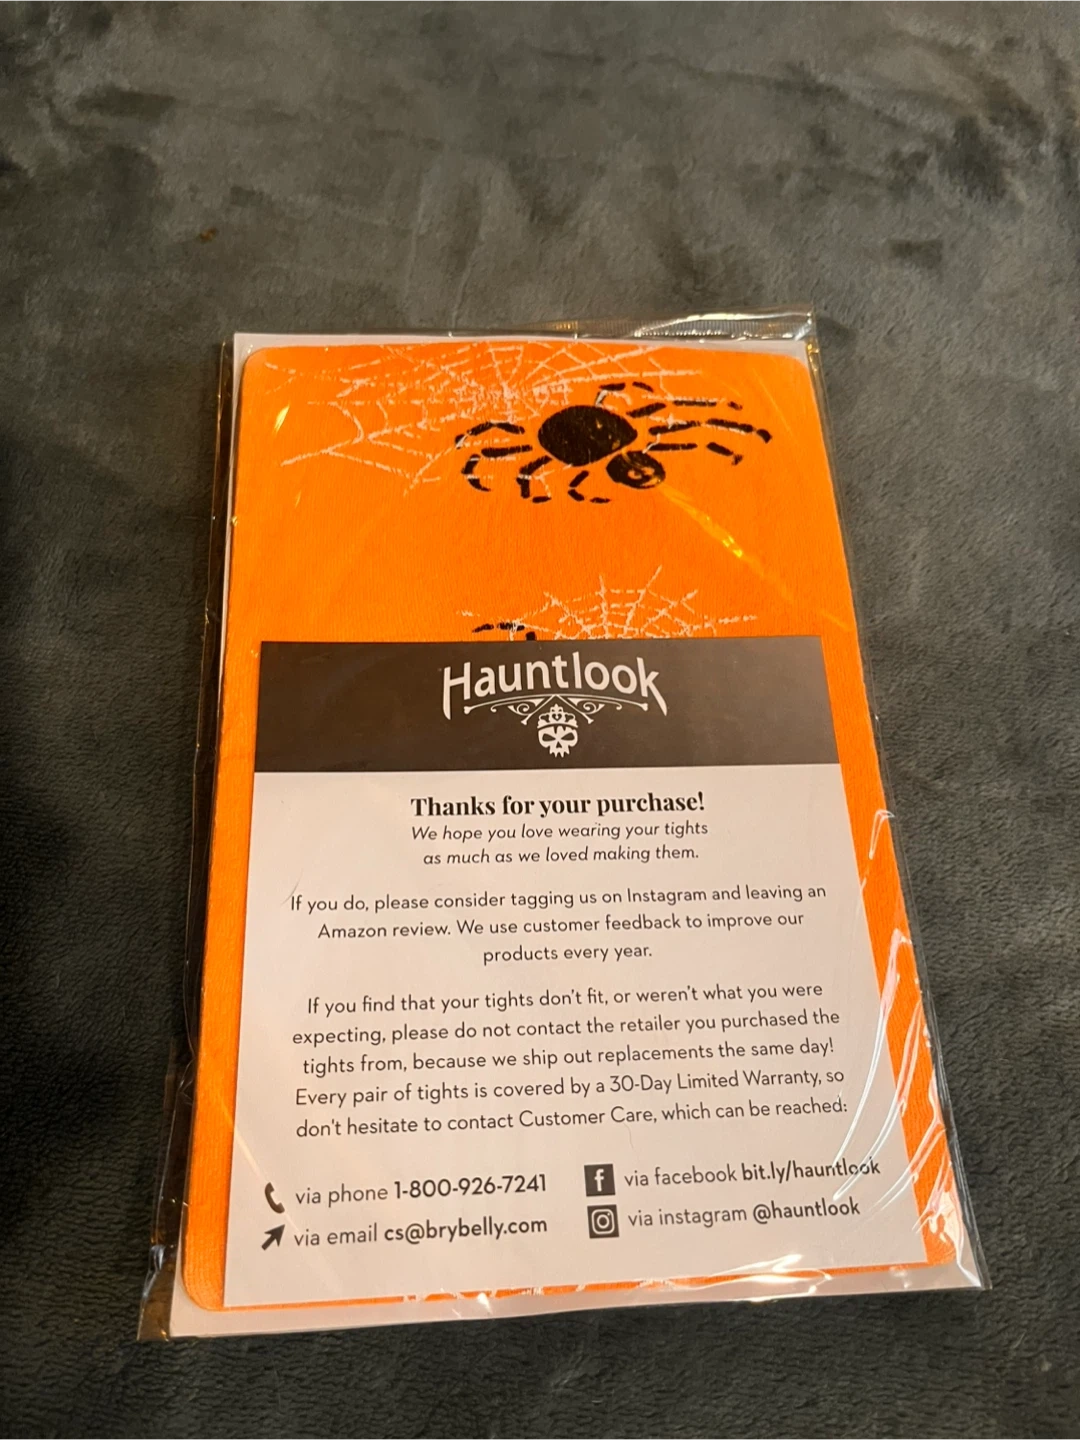 Hauntlook
Thanks for your purchase!
We hope you love wearing your tights
as much as we loved making them.
If you do, please consider tagging us on Instagram and leaving an
Amazon review. We use customer feedback to improve our
products every year.
If you find that your tights don't fit, or weren't what you were
expecting, please do not contact the retailer you purchased the
tights from, because we ship out replacements the same day!
Every pair of tights is covered by a 30-Day Limited Warranty, so
don't hesitate to contact Customer Care, which can be reached:
via phone 1-800-926-7241
via email cs@brybelly.com
f via facebook bit.ly/hauntlook
via instagram @hauntlook